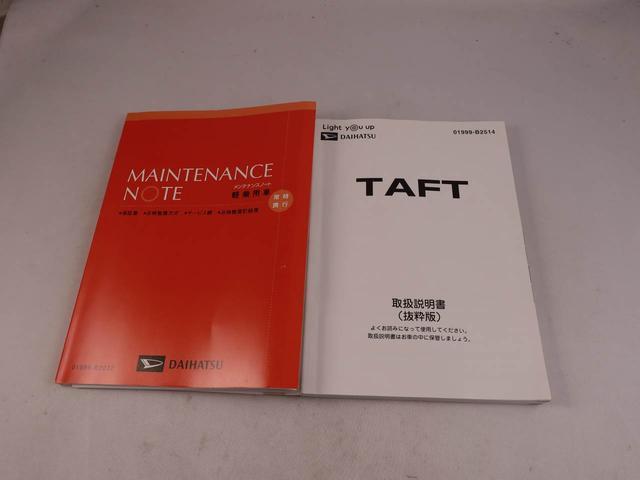 MAINTENANCE
NOTE
メンテナンスノート
軽乗用車
常時
携行
DAIHATSU
Light you up
DAIHATSU
01999-B2514
TAFT
取扱説明書
(抜粋版)
よくお読みになって使用してください。
取扱説明書はお車の中に保管しましょう。